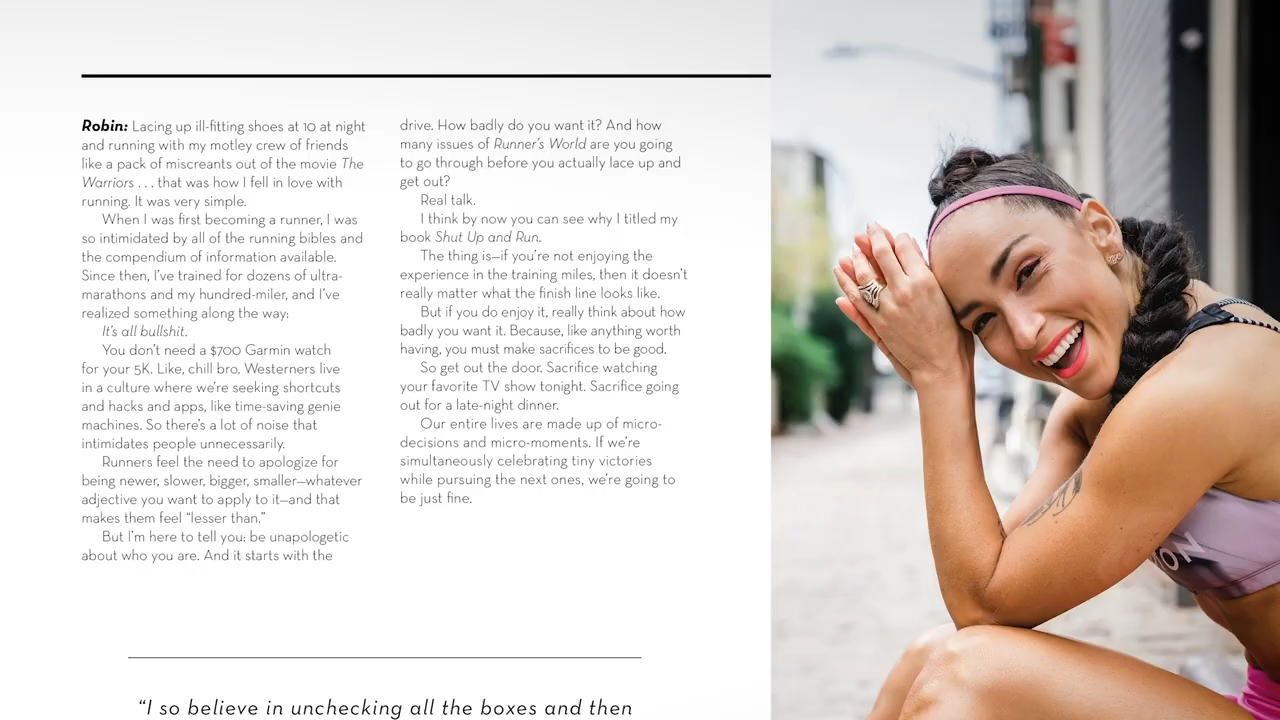 Robin: Lacing up ill-fitting shoes at 10 at night
and running with my motley crew of friends
like a pack of miscreants out of the movie The
Warriors . . . that was how I fell in love with
running. It was very simple.
When I was first becoming a runner, I was
so intimidated by all of the running bibles and
the compendium of information available.
Since then, I’ve trained for dozens of ultra-
marathons and my hundred-miler, and I’ve
realized something along the way:
It’s all bullshit.
You don’t need a $700 Garmin watch
for your 5K. Like, chill bro. Westerners live
in a culture where we’re seeking shortcuts
and hacks and apps, like time-saving genie
machines. So there’s a lot of noise that
intimidates people unnecessarily.
Runners feel the need to apologize for
being newer, slower, bigger, smaller—whatever
adjective you want to apply to it—and that
makes them feel “lesser than.”
But I’m here to tell you: be unapologetic
about who you are. And it starts with the
drive. How badly do you want it? And how
many issues of Runner’s World are you going
to go through before you actually lace up and
get out?
Real talk.
I think by now you can see why I titled my
book Shut Up and Run.
The thing is—if you’re not enjoying the
experience in the training miles, then it doesn’t
really matter what the finish line looks like.
But if you do enjoy it, really think about how
badly you want it. Because, like anything worth
having, you must make sacrifices to be good.
So get out the door. Sacrifice watching
your favorite TV show tonight. Sacrifice going
out for a late-night dinner.
Our entire lives are made up of micro-
decisions and micro-moments. If we’re
simultaneously celebrating tiny victories
while pursuing the next ones, we’re going to
be just fine.
“I so believe in unchecking all the boxes and then